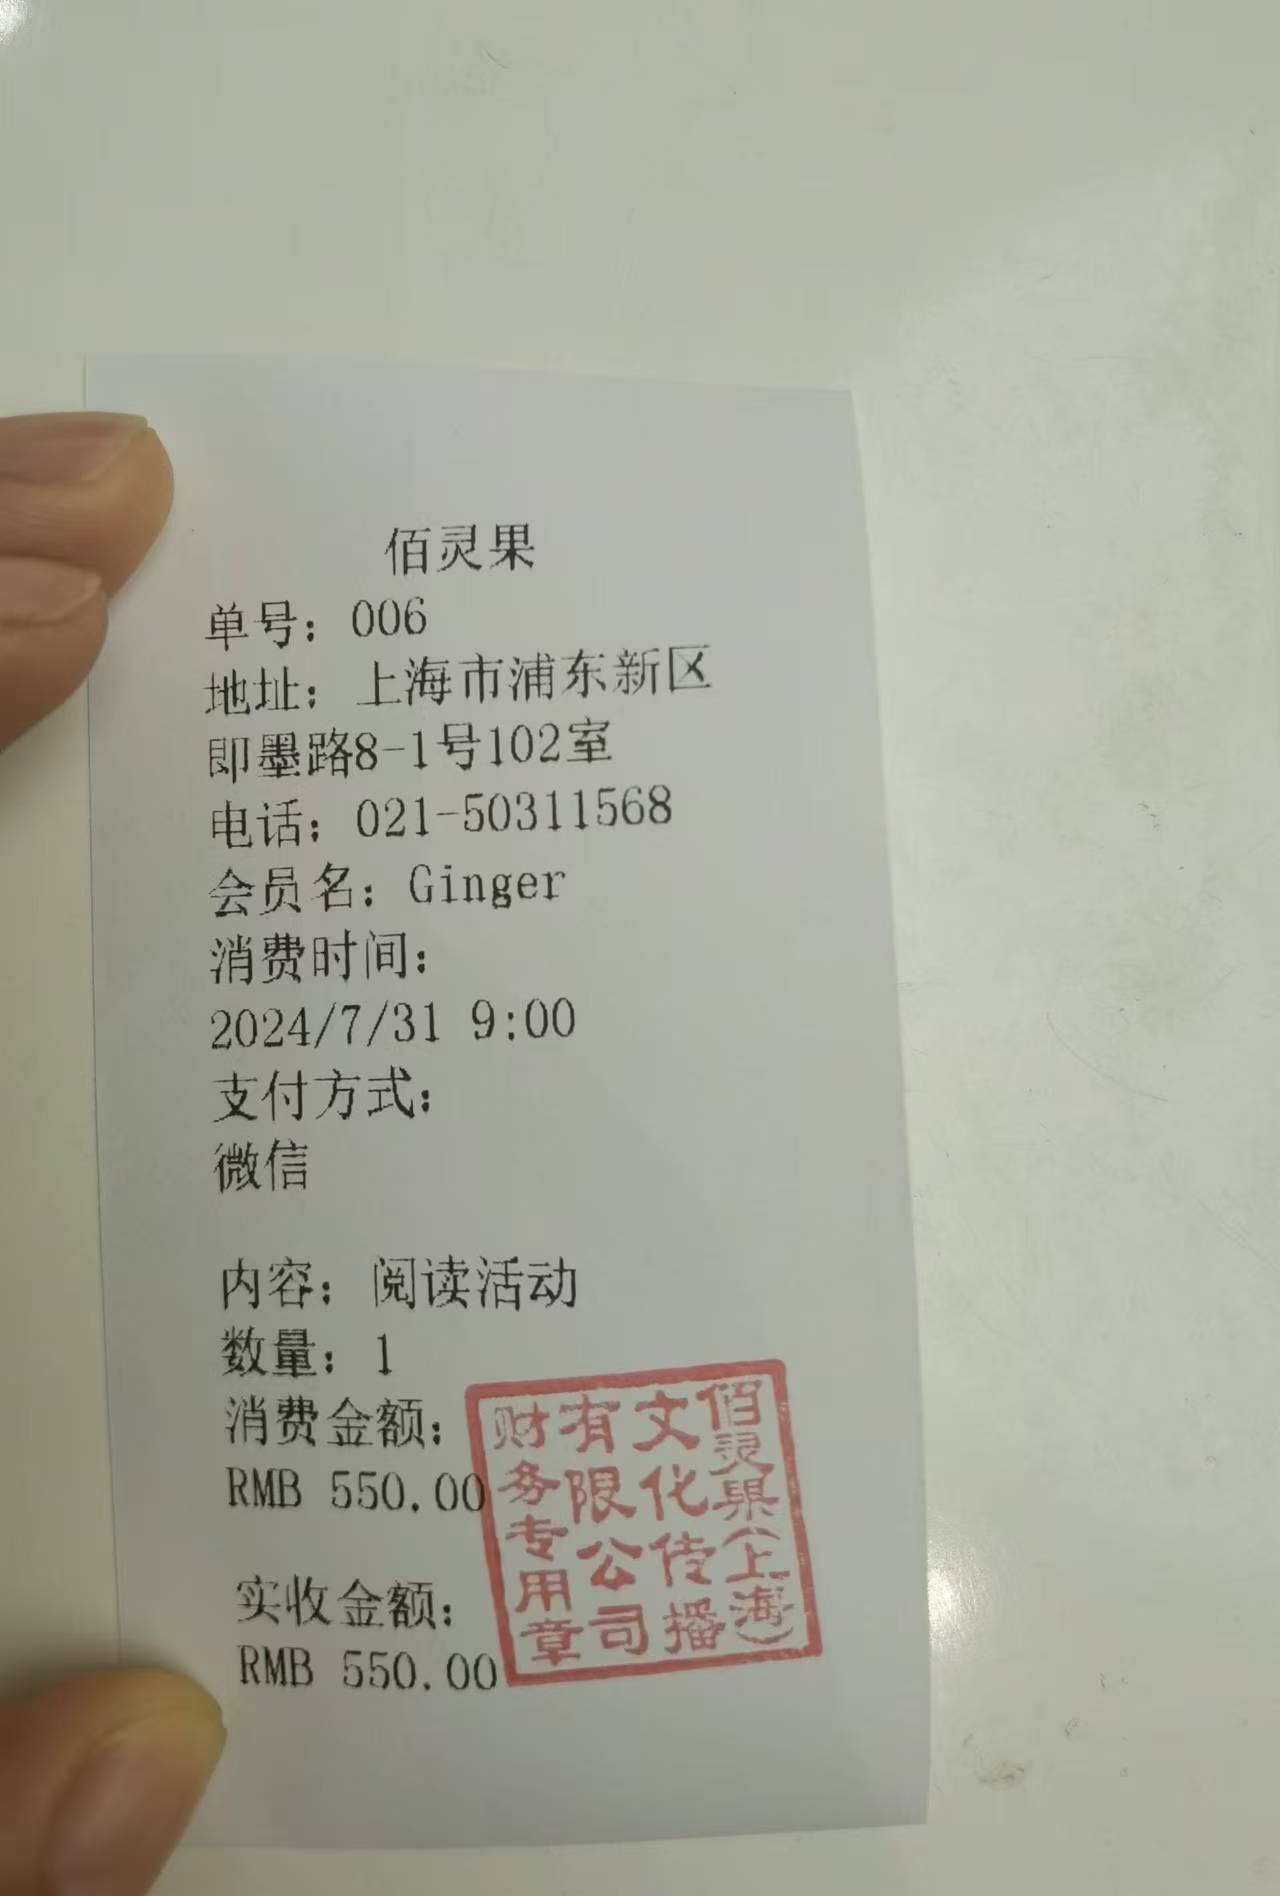 佰灵果
单号：006
地址：上海市浦东新区
即墨路8-1号102室
电话：021-50311568
会员名：Ginger
消费时间：
2024/7/31 9:00
支付方式：
微信
内容：阅读活动
数量：1
消费金额：
RMB 550.00
实收金额：
RMB 550.00
佰灵果(上海)
文化传播
有限公司
财务专用章